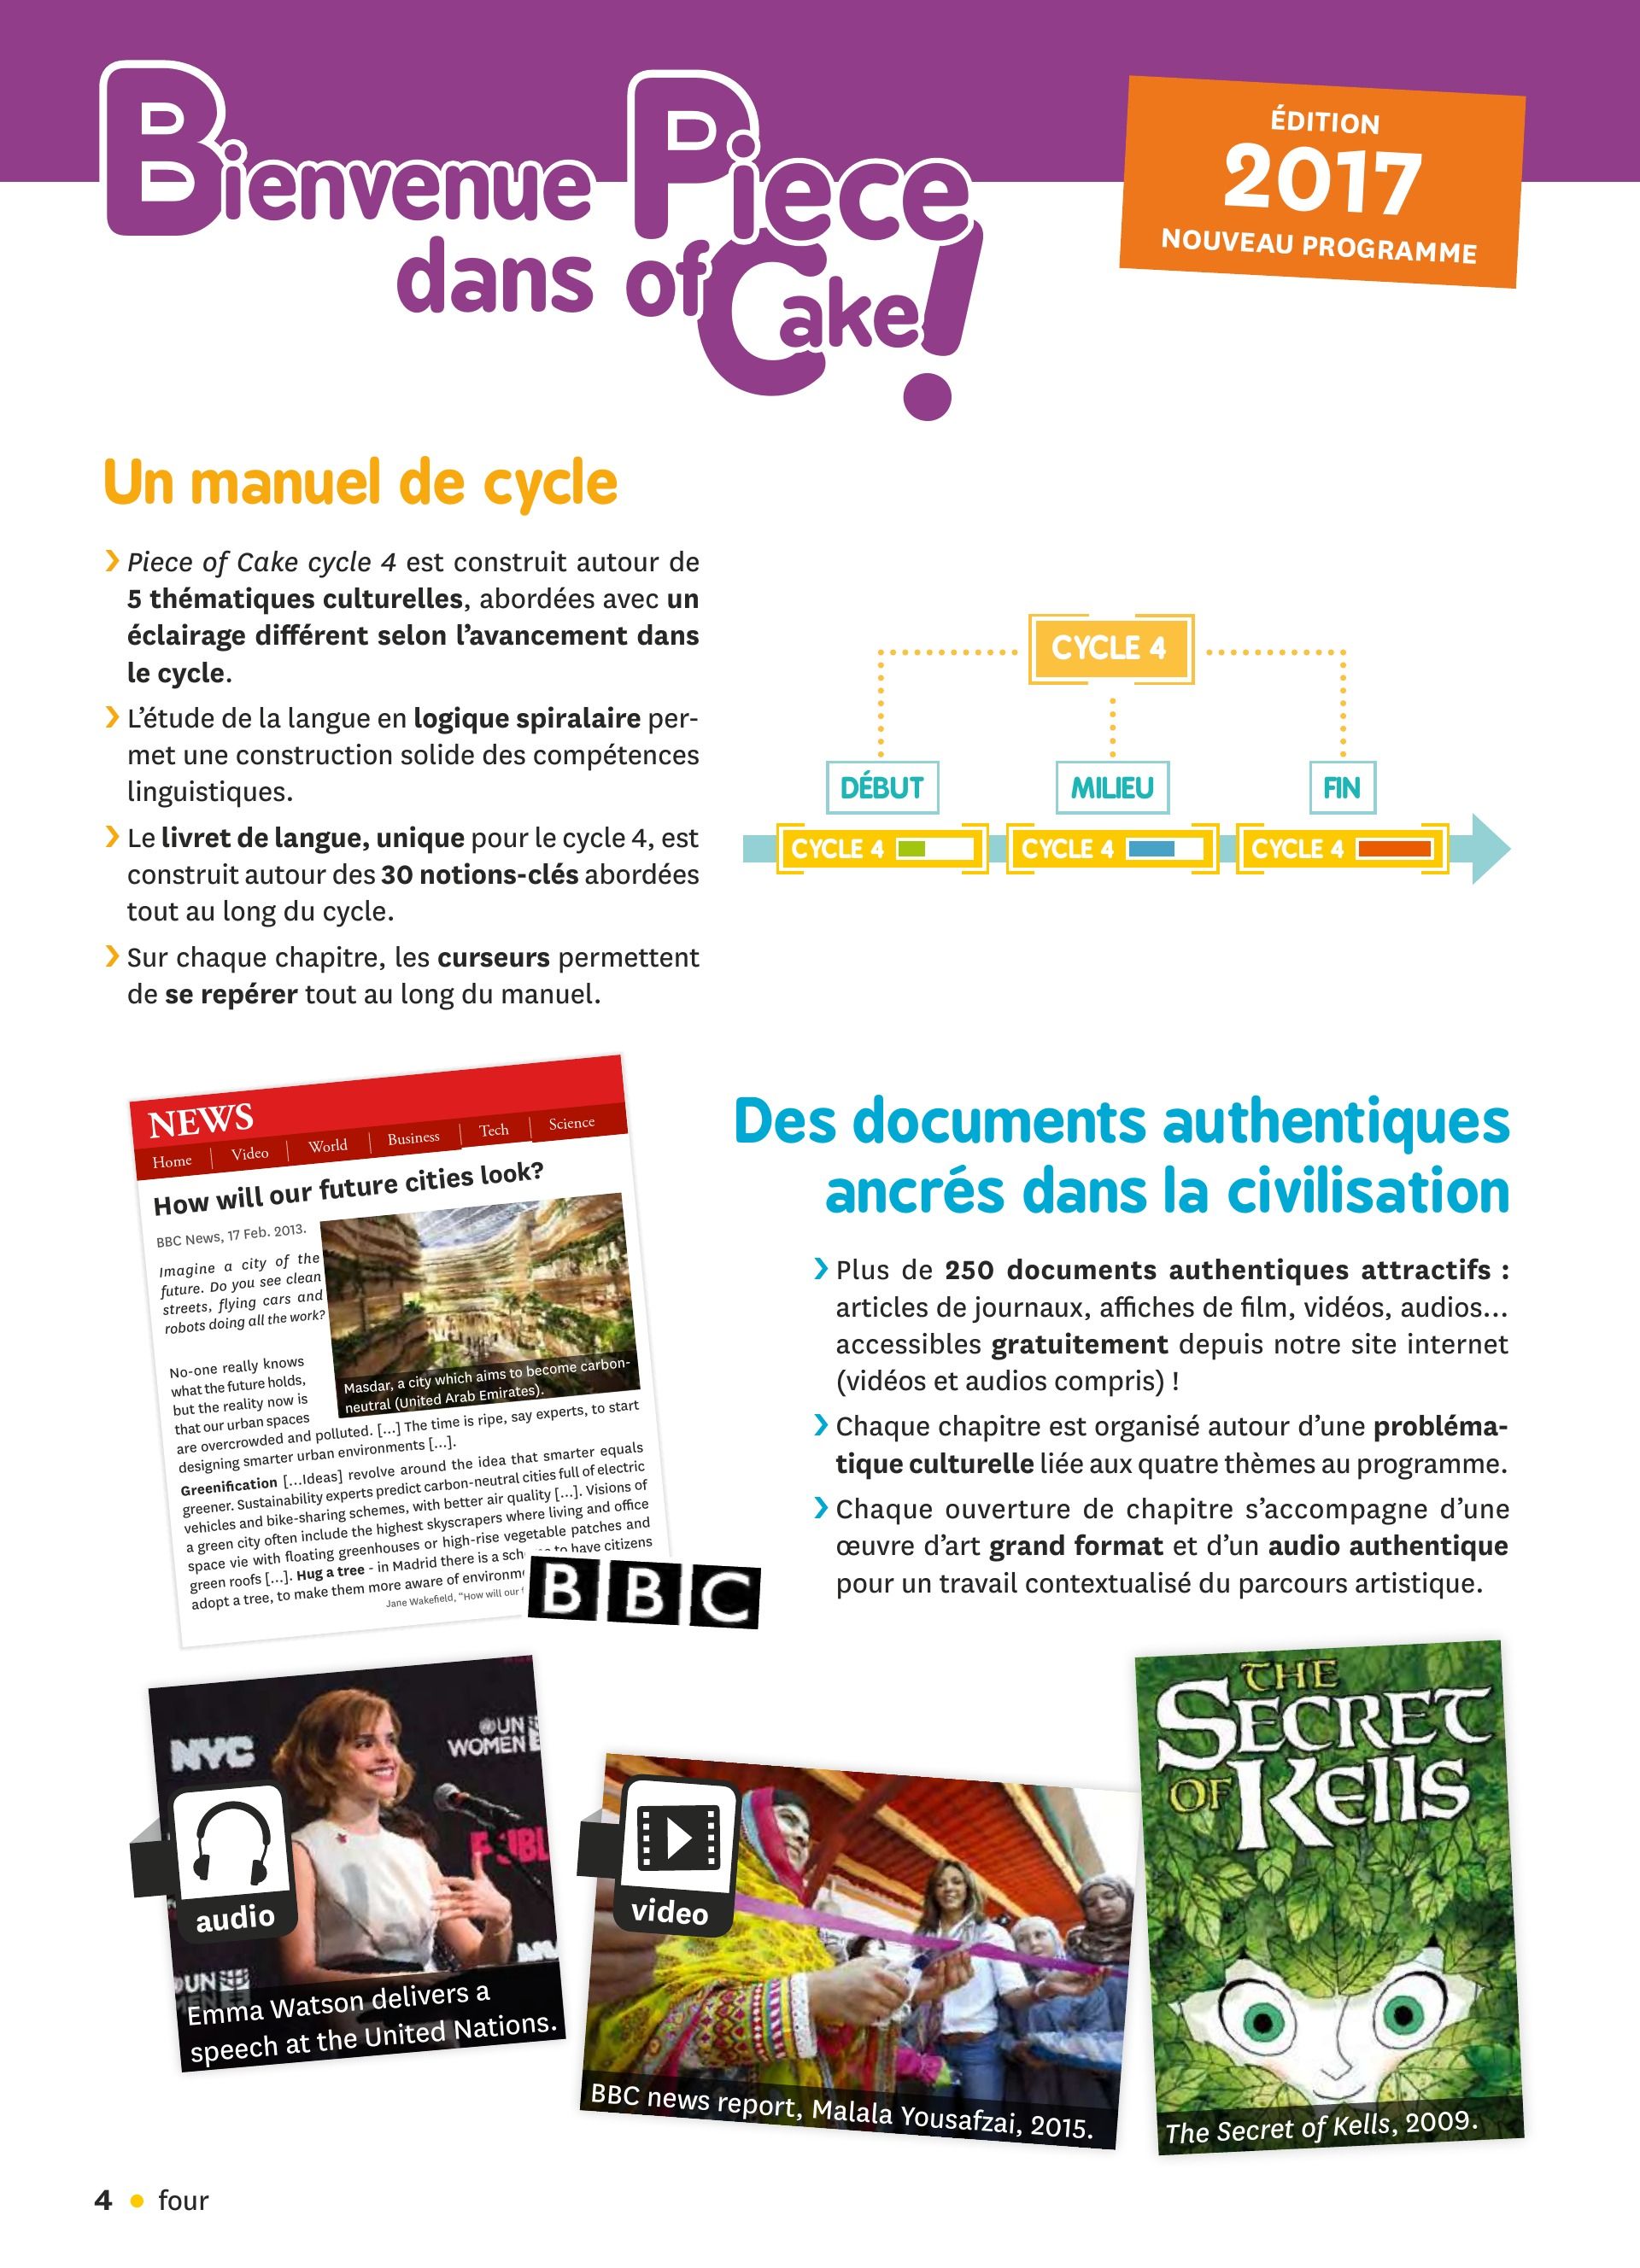 Bienvenue
dans
Piece
of Cake!
ÉDITION
2017
NOUVEAU PROGRAMME
Un manuel de cycle
› Piece of Cake cycle 4 est construit autour de
5 thématiques culturelles, abordées avec un
éclairage différent selon l’avancement dans
le cycle.
› L’étude de la langue en logique spiralaire per-
met une construction solide des compétences
linguistiques.
› Le livret de langue, unique pour le cycle 4, est
construit autour des 30 notions-clés abordées
tout au long du cycle.
› Sur chaque chapitre, les curseurs permettent
de se repérer tout au long du manuel.
CYCLE 4
DÉBUT
MILIEU
FIN
CYCLE 4
CYCLE 4
CYCLE 4
NEWS
Home | Video | World | Business | Tech | Science
How will our future cities look?
BBC News, 17 Feb. 2013.
Imagine a city of the
future. Do you see clean
streets, flying cars and
robots doing all the work?
No-one really knows
what the future holds,
but the reality now is
that our urban spaces
are overcrowded and polluted. [...] The time is ripe, say experts, to start
designing smarter urban environments [...].
Greenification [...Ideas] revolve around the idea that smarter equals
greener. Sustainability experts predict carbon-neutral cities full of electric
vehicles and bike-sharing schemes, with better air quality [...]. Visions of
a green city often include the highest skyscrapers where living and office
space vie with floating greenhouses or high-rise vegetable patches and
green roofs [...]. Hug a tree - in Madrid there is a to have citizens
adopt a tree, to make them more aware of
Jane Wakefield, “How will our
Masdar, a city which aims to become carbon-
neutral (United Arab Emirates).
BBC
Des documents authentiques
ancrés dans la civilisation
› Plus de 250 documents authentiques attractifs :
articles de journaux, affiches de film, vidéos, audios...
accessibles gratuitement depuis notre site internet
(vidéos et audios compris) !
› Chaque chapitre est organisé autour d’une probléma-
tique culturelle liée aux quatre thèmes au programme.
› Chaque ouverture de chapitre s’accompagne d’une
œuvre d’art grand format et d’un audio authentique
pour un travail contextualisé du parcours artistique.
NYC
UN
WOMEN
audio
UN
Emma Watson delivers a
speech at the United Nations.
video
BBC news report, Malala Yousafzai, 2015.
THE
SECRET
OF KELLS
The Secret of Kells, 2009.
4 • four